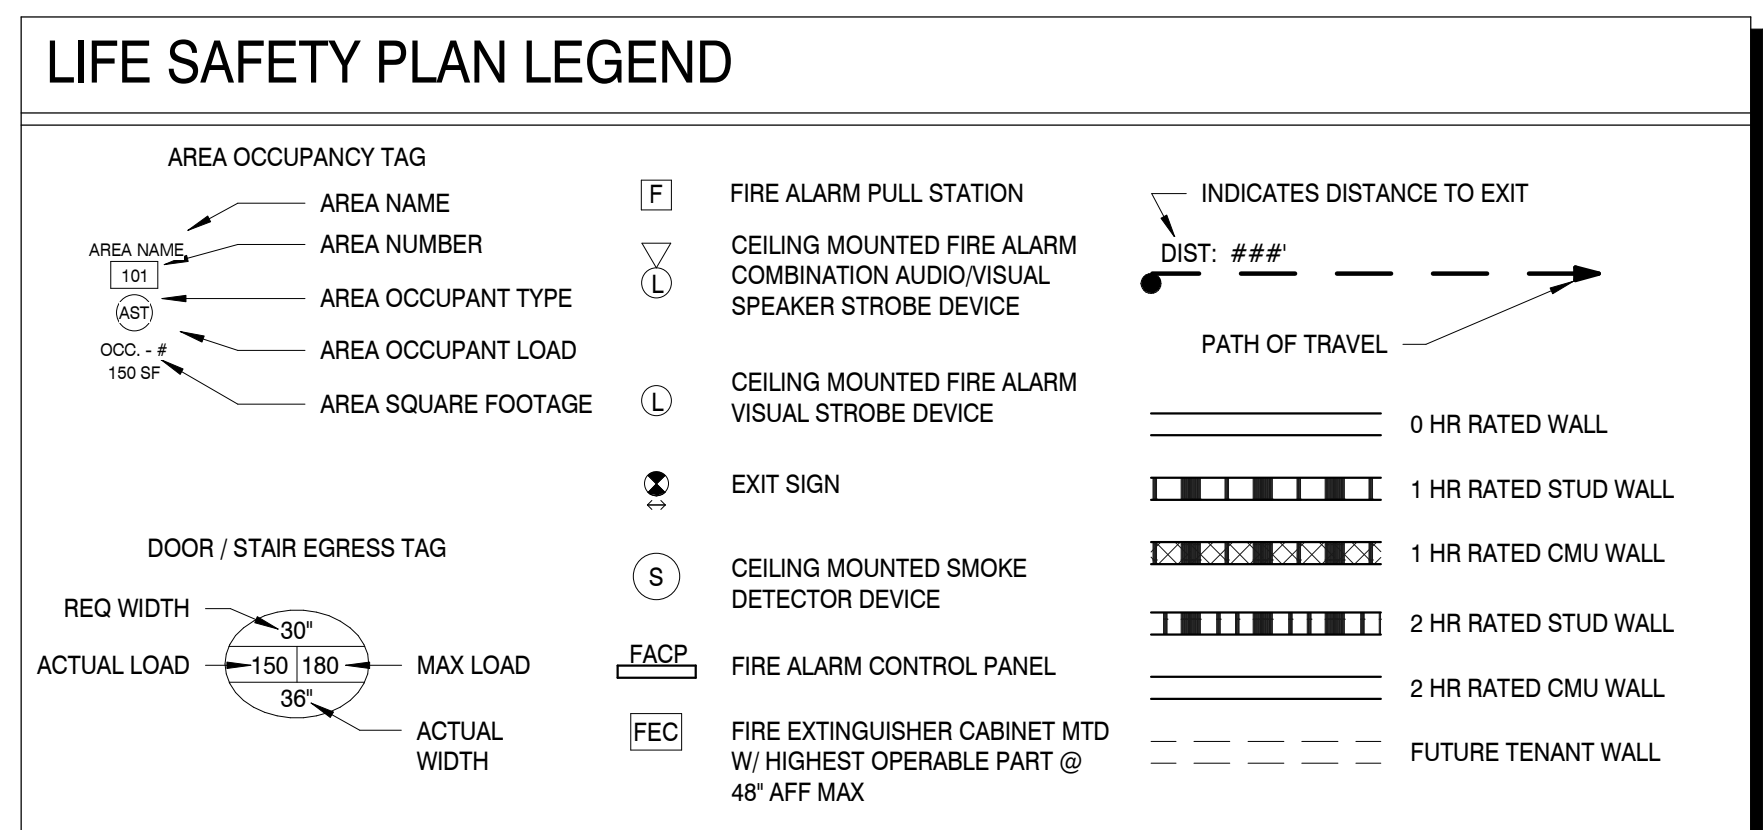 LIFE SAFETY PLAN LEGEND
AREA OCCUPANCY TAG
AREA NAME
AREA NUMBER
AREA OCCUPANT TYPE
AREA OCCUPANT LOAD
AREA SQUARE FOOTAGE
AREA NAME
101
AST
OCC. - #
150 SF
DOOR / STAIR EGRESS TAG
REQ WIDTH
30"
ACTUAL LOAD
150 180
MAX LOAD
36"
ACTUAL
WIDTH
F
FIRE ALARM PULL STATION
L
CEILING MOUNTED FIRE ALARM
COMBINATION AUDIO/VISUAL
SPEAKER STROBE DEVICE
L
CEILING MOUNTED FIRE ALARM
VISUAL STROBE DEVICE
EXIT SIGN
S
CEILING MOUNTED SMOKE
DETECTOR DEVICE
FACP
FIRE ALARM CONTROL PANEL
FEC
FIRE EXTINGUISHER CABINET MTD
W/ HIGHEST OPERABLE PART @
48" AFF MAX
INDICATES DISTANCE TO EXIT
DIST: ###'
PATH OF TRAVEL
0 HR RATED WALL
1 HR RATED STUD WALL
1 HR RATED CMU WALL
2 HR RATED STUD WALL
2 HR RATED CMU WALL
FUTURE TENANT WALL